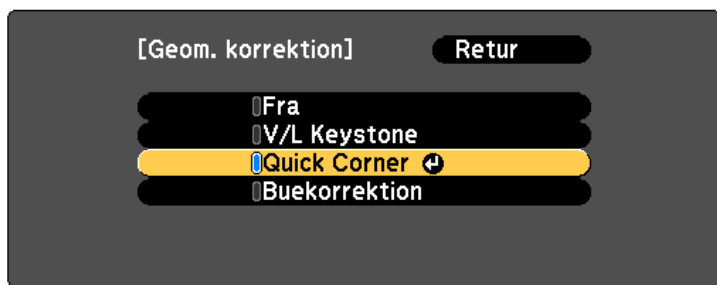 [Geom. korrektion] Retur
Fra
V/L Keystone
Quick Corner
Buekorrektion